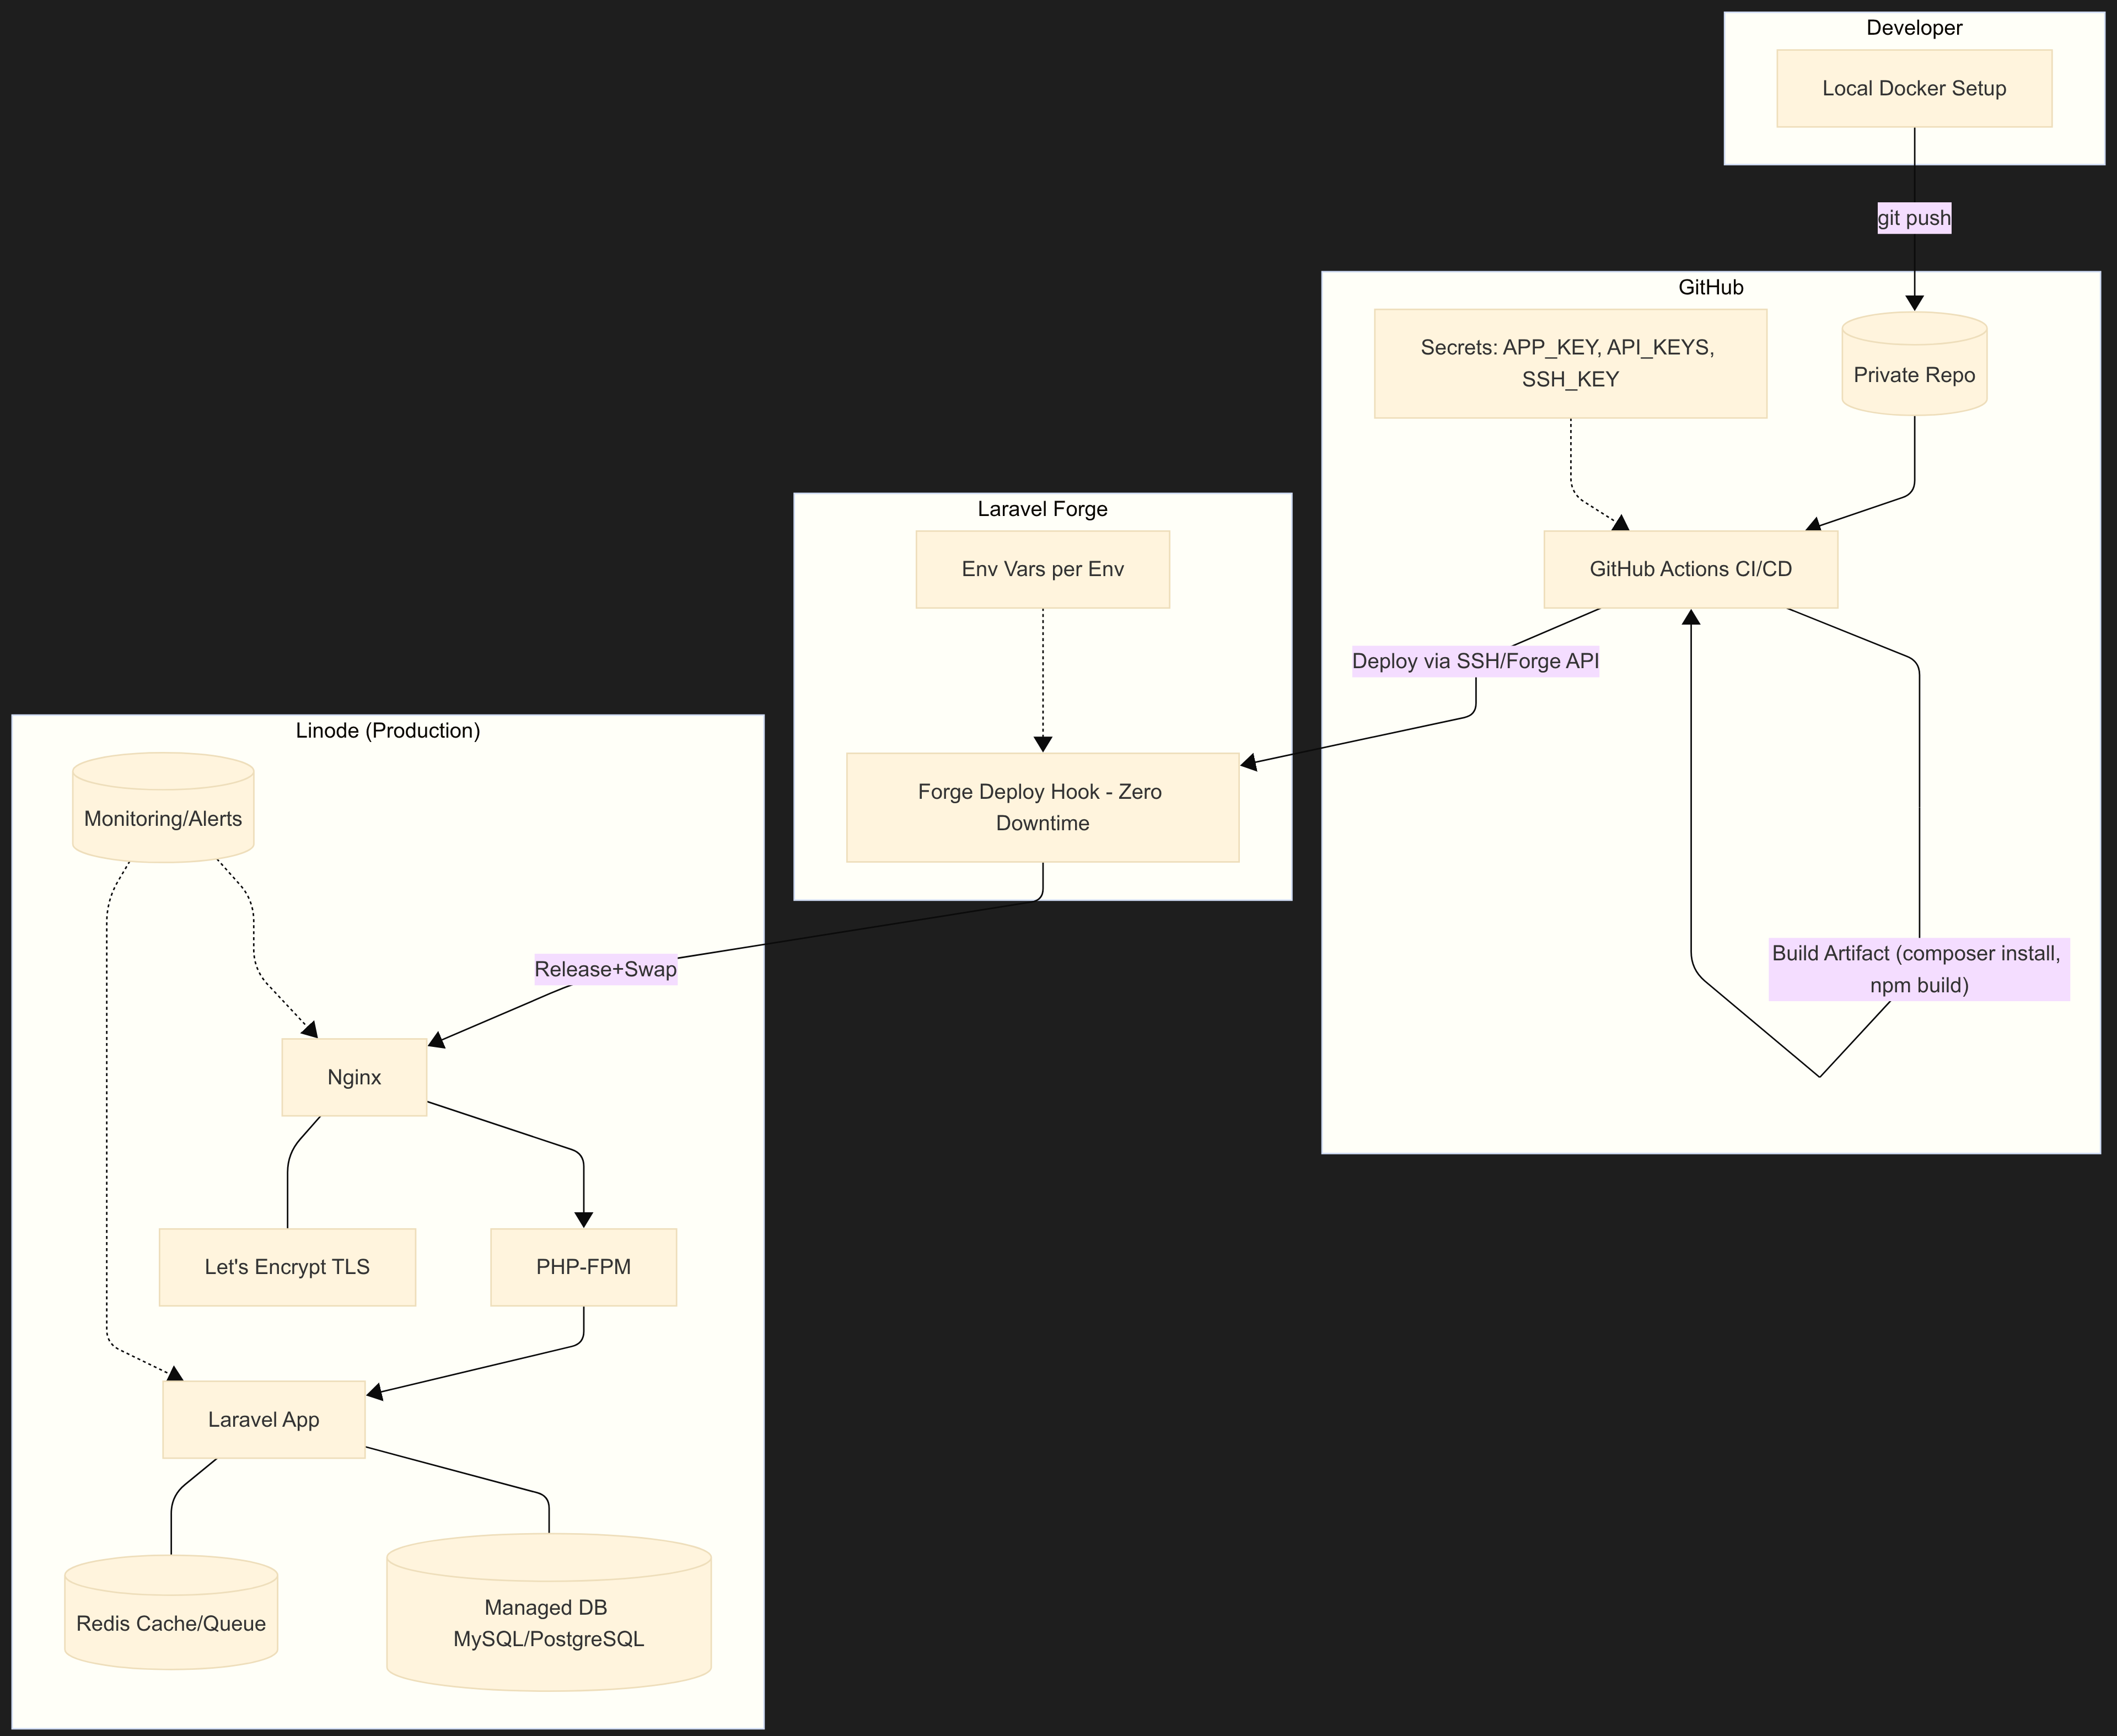 Developer
Local Docker Setup
git push
GitHub
Secrets: APP_KEY, API_KEYS,
SSH_KEY
Private Repo
GitHub Actions CI/CD
Deploy via SSH/Forge API
Build Artifact (composer install,
npm build)
Laravel Forge
Env Vars per Env
Forge Deploy Hook - Zero
Downtime
Release+Swap
Linode (Production)
Monitoring/Alerts
Nginx
Let's Encrypt TLS
PHP-FPM
Laravel App
Redis Cache/Queue
Managed DB
MySQL/PostgreSQL